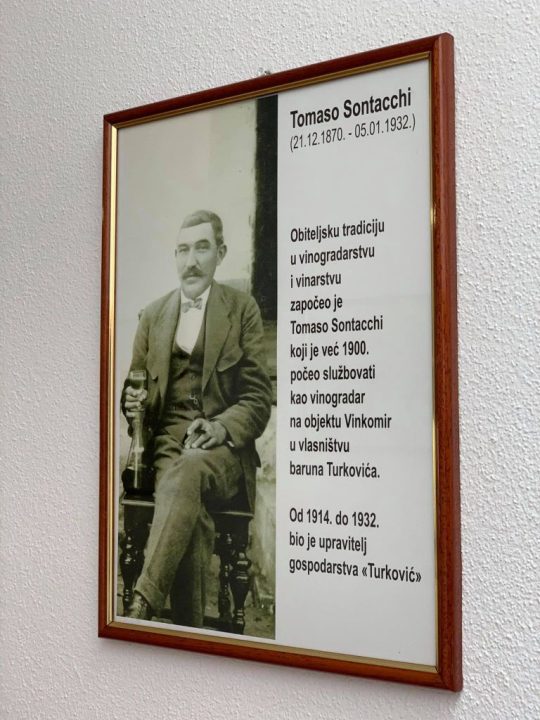 Tomaso Sontacchi
(21.12.1870. - 05.01.1932.)
Obiteljsku tradiciju
u vinogradarstvu
i vinarstvu
započeo je
Tomaso Sontacchi
koji je već 1900.
počeo službovati
kao vinogradar
na objektu Vinkomir
u vlasništvu
baruna Turkovića.
Od 1914. do 1932.
bio je upravitelj
gospodarstva «Turković»